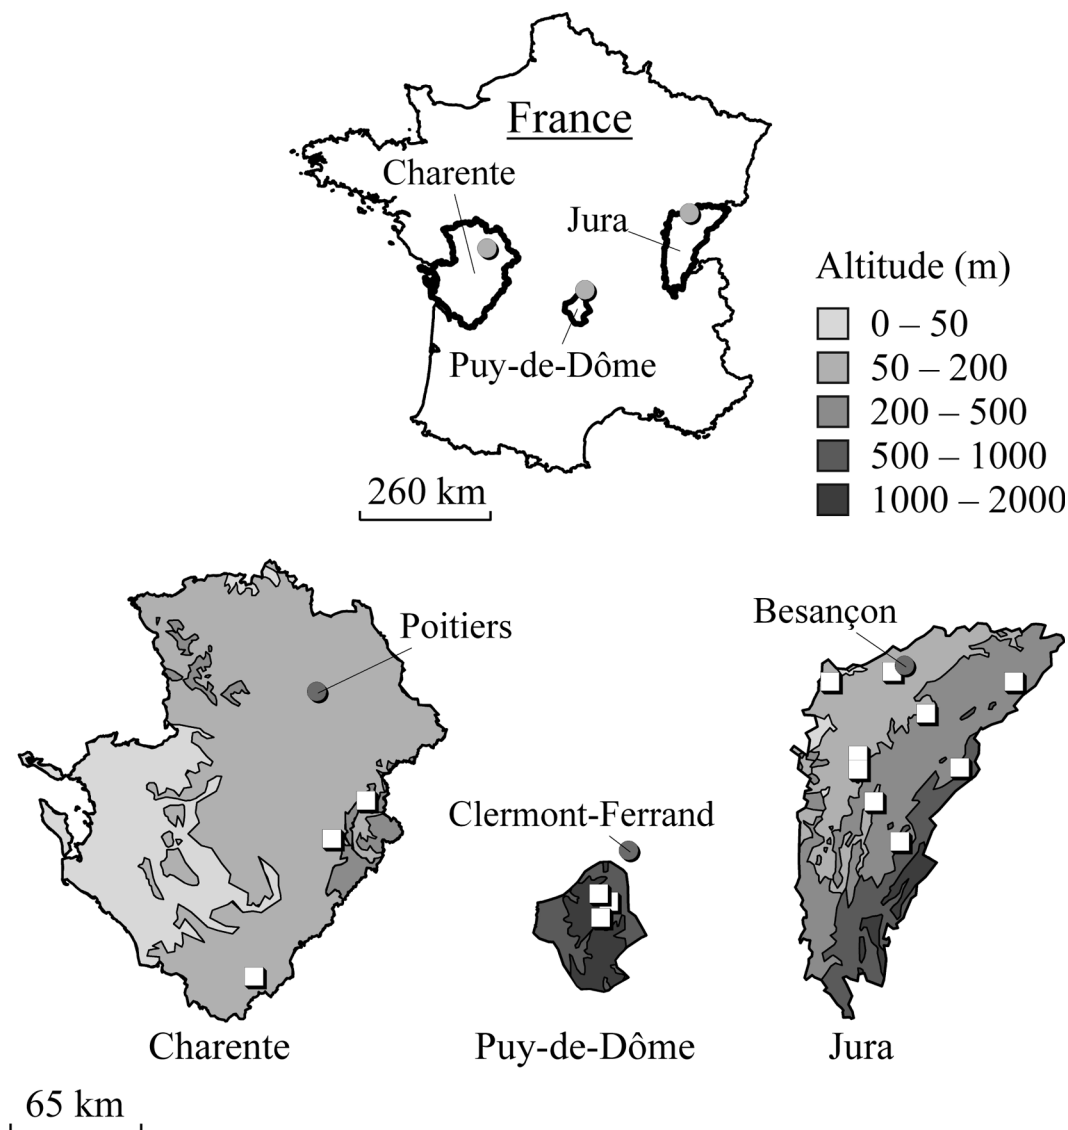 France
Charente
Jura
Puy-de-Dôme
260 km
Altitude (m)
0 – 50
50 – 200
200 – 500
500 – 1000
1000 – 2000
Poitiers
Besançon
Clermont-Ferrand
Charente
Puy-de-Dôme
Jura
65 km